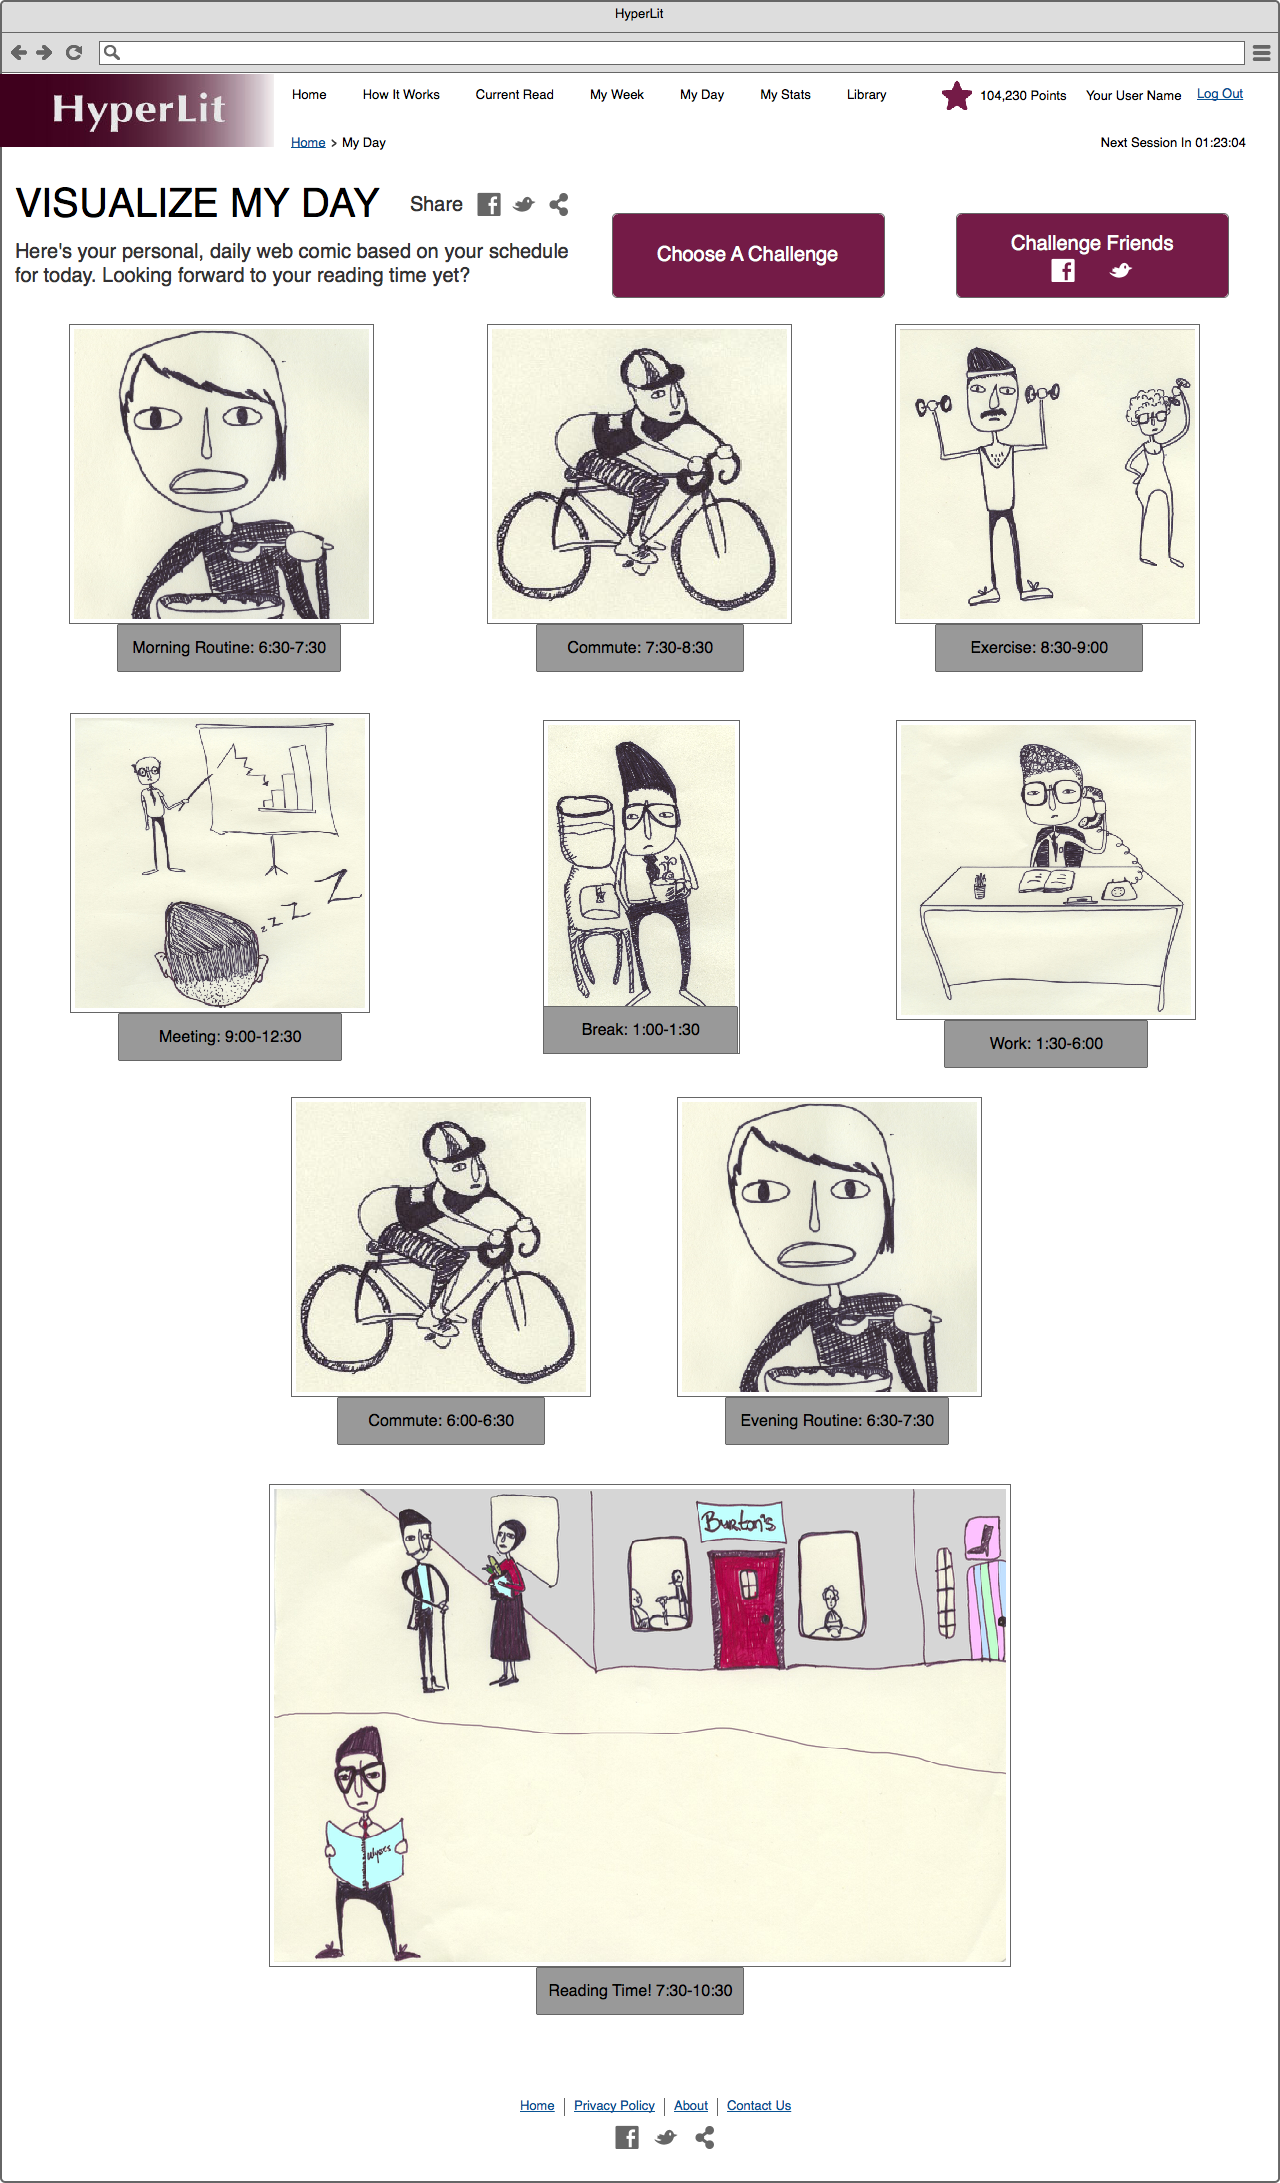 HyperLit
HyperLit
Home How It Works Current Read My Week My Day My Stats Library 104,230 Points Your User Name Log Out
Home > My Day Next Session In 01:23:04
VISUALIZE MY DAY Share
Here's your personal, daily web comic based on your schedule
for today. Looking forward to your reading time yet?
Choose A Challenge
Challenge Friends
Morning Routine: 6:30-7:30
Commute: 7:30-8:30
Exercise: 8:30-9:00
z z Z Z
Meeting: 9:00-12:30
Break: 1:00-1:30
Work: 1:30-6:00
Commute: 6:00-6:30
Evening Routine: 6:30-7:30
Burton's
Reading Time! 7:30-10:30
Home | Privacy Policy | About | Contact Us